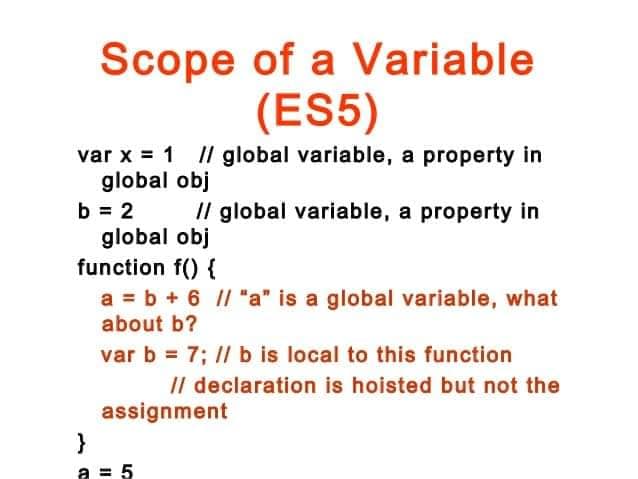 Scope of a Variable
(ES5)
var x = 1 // global variable, a property in
global obj
b = 2 // global variable, a property in
global obj
function f() {
a = b + 6 // “a” is a global variable, what
about b?
var b = 7; // b is local to this function
// declaration is hoisted but not the
assignment
}
a = 5